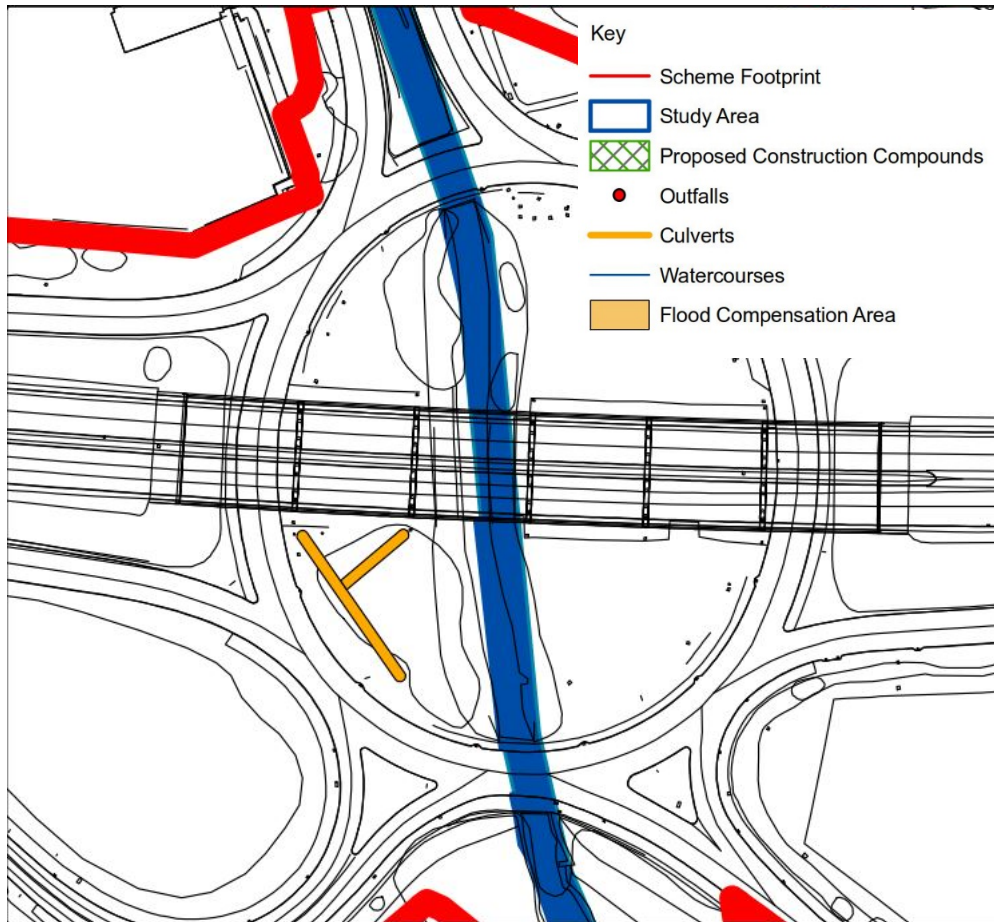 Key
Scheme Footprint
Study Area
Proposed Construction Compounds
Outfalls
Culverts
Watercourses
Flood Compensation Area